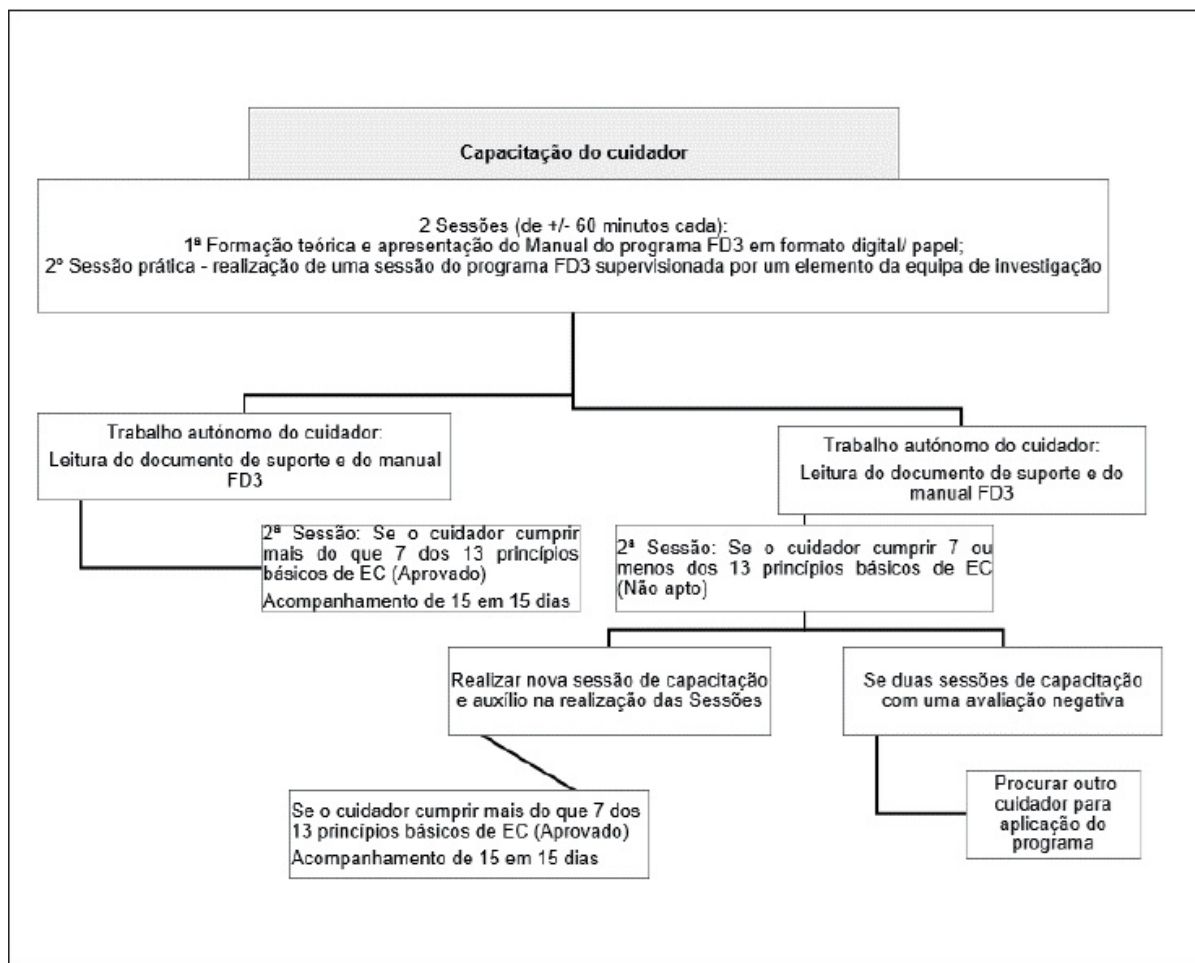 Capacitação do cuidador
2 Sessões (de +/- 60 minutos cada):
1ª Formação teórica e apresentação do Manual do programa FD3 em formato digital/ papel;
2ª Sessão prática - realização de uma sessão do programa FD3 supervisionada por um elemento da equipa de investigação
Trabalho autónomo do cuidador:
Leitura do documento de suporte e do manual
FD3
2ª Sessão: Se o cuidador cumprir
mais do que 7 dos 13 princípios
básicos de EC (Aprovado)
Acompanhamento de 15 em 15 dias
Trabalho autónomo do cuidador:
Leitura do documento de suporte e do
manual FD3
2ª Sessão: Se o cuidador cumprir 7 ou
menos dos 13 princípios básicos de EC
(Não apto)
Realizar nova sessão de capacitação
e auxílio na realização das Sessões
Se duas sessões de capacitação
com uma avaliação negativa
Se o cuidador cumprir mais do que 7 dos
13 princípios básicos de EC (Aprovado)
Acompanhamento de 15 em 15 dias
Procurar outro
cuidador para
aplicação do
programa